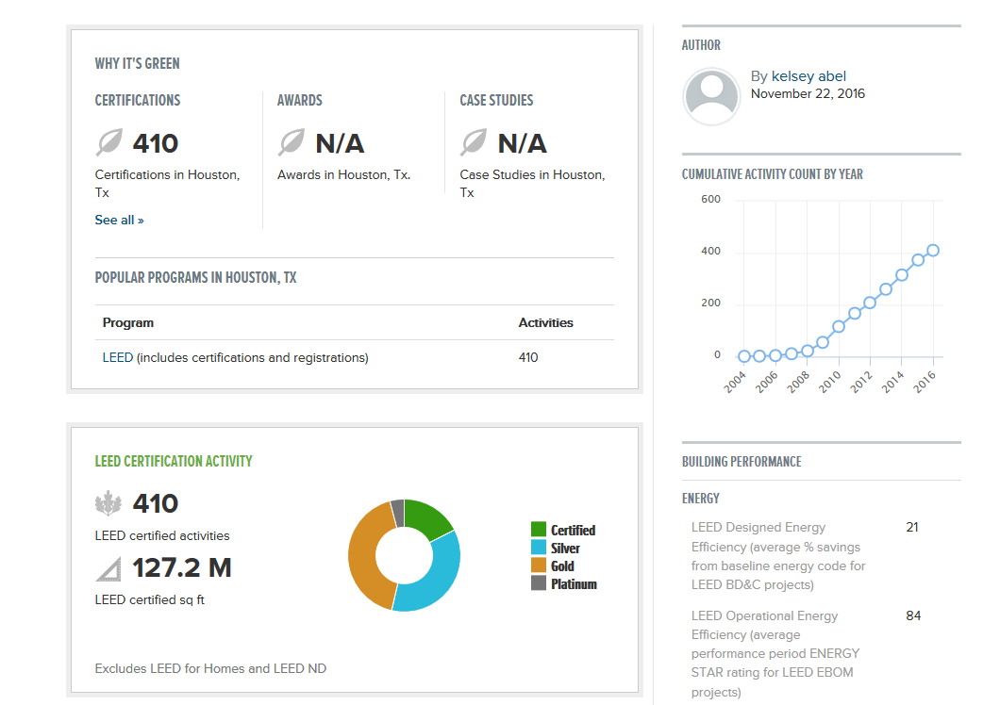 WHY IT'S GREEN
CERTIFICATIONS
410
Certifications in Houston,
Tx
See all »
AWARDS
N/A
Awards in Houston, Tx.
CASE STUDIES
N/A
Case Studies in Houston,
Tx
POPULAR PROGRAMS IN HOUSTON, TX
Program Activities
LEED (includes certifications and registrations) 410
LEED CERTIFICATION ACTIVITY
410
LEED certified activities
127.2 M
LEED certified sq ft
Certified
Silver
Gold
Platinum
Excludes LEED for Homes and LEED ND
AUTHOR
By kelsey abel
November 22, 2016
CUMULATIVE ACTIVITY COUNT BY YEAR
600
400
200
0
2004 2006 2008 2010 2012 2014 2016
BUILDING PERFORMANCE
ENERGY
LEED Designed Energy 21
Efficiency (average % savings
from baseline energy code for
LEED BD&C projects)
LEED Operational Energy 84
Efficiency (average
performance period ENERGY
STAR rating for LEED EBOM
projects)